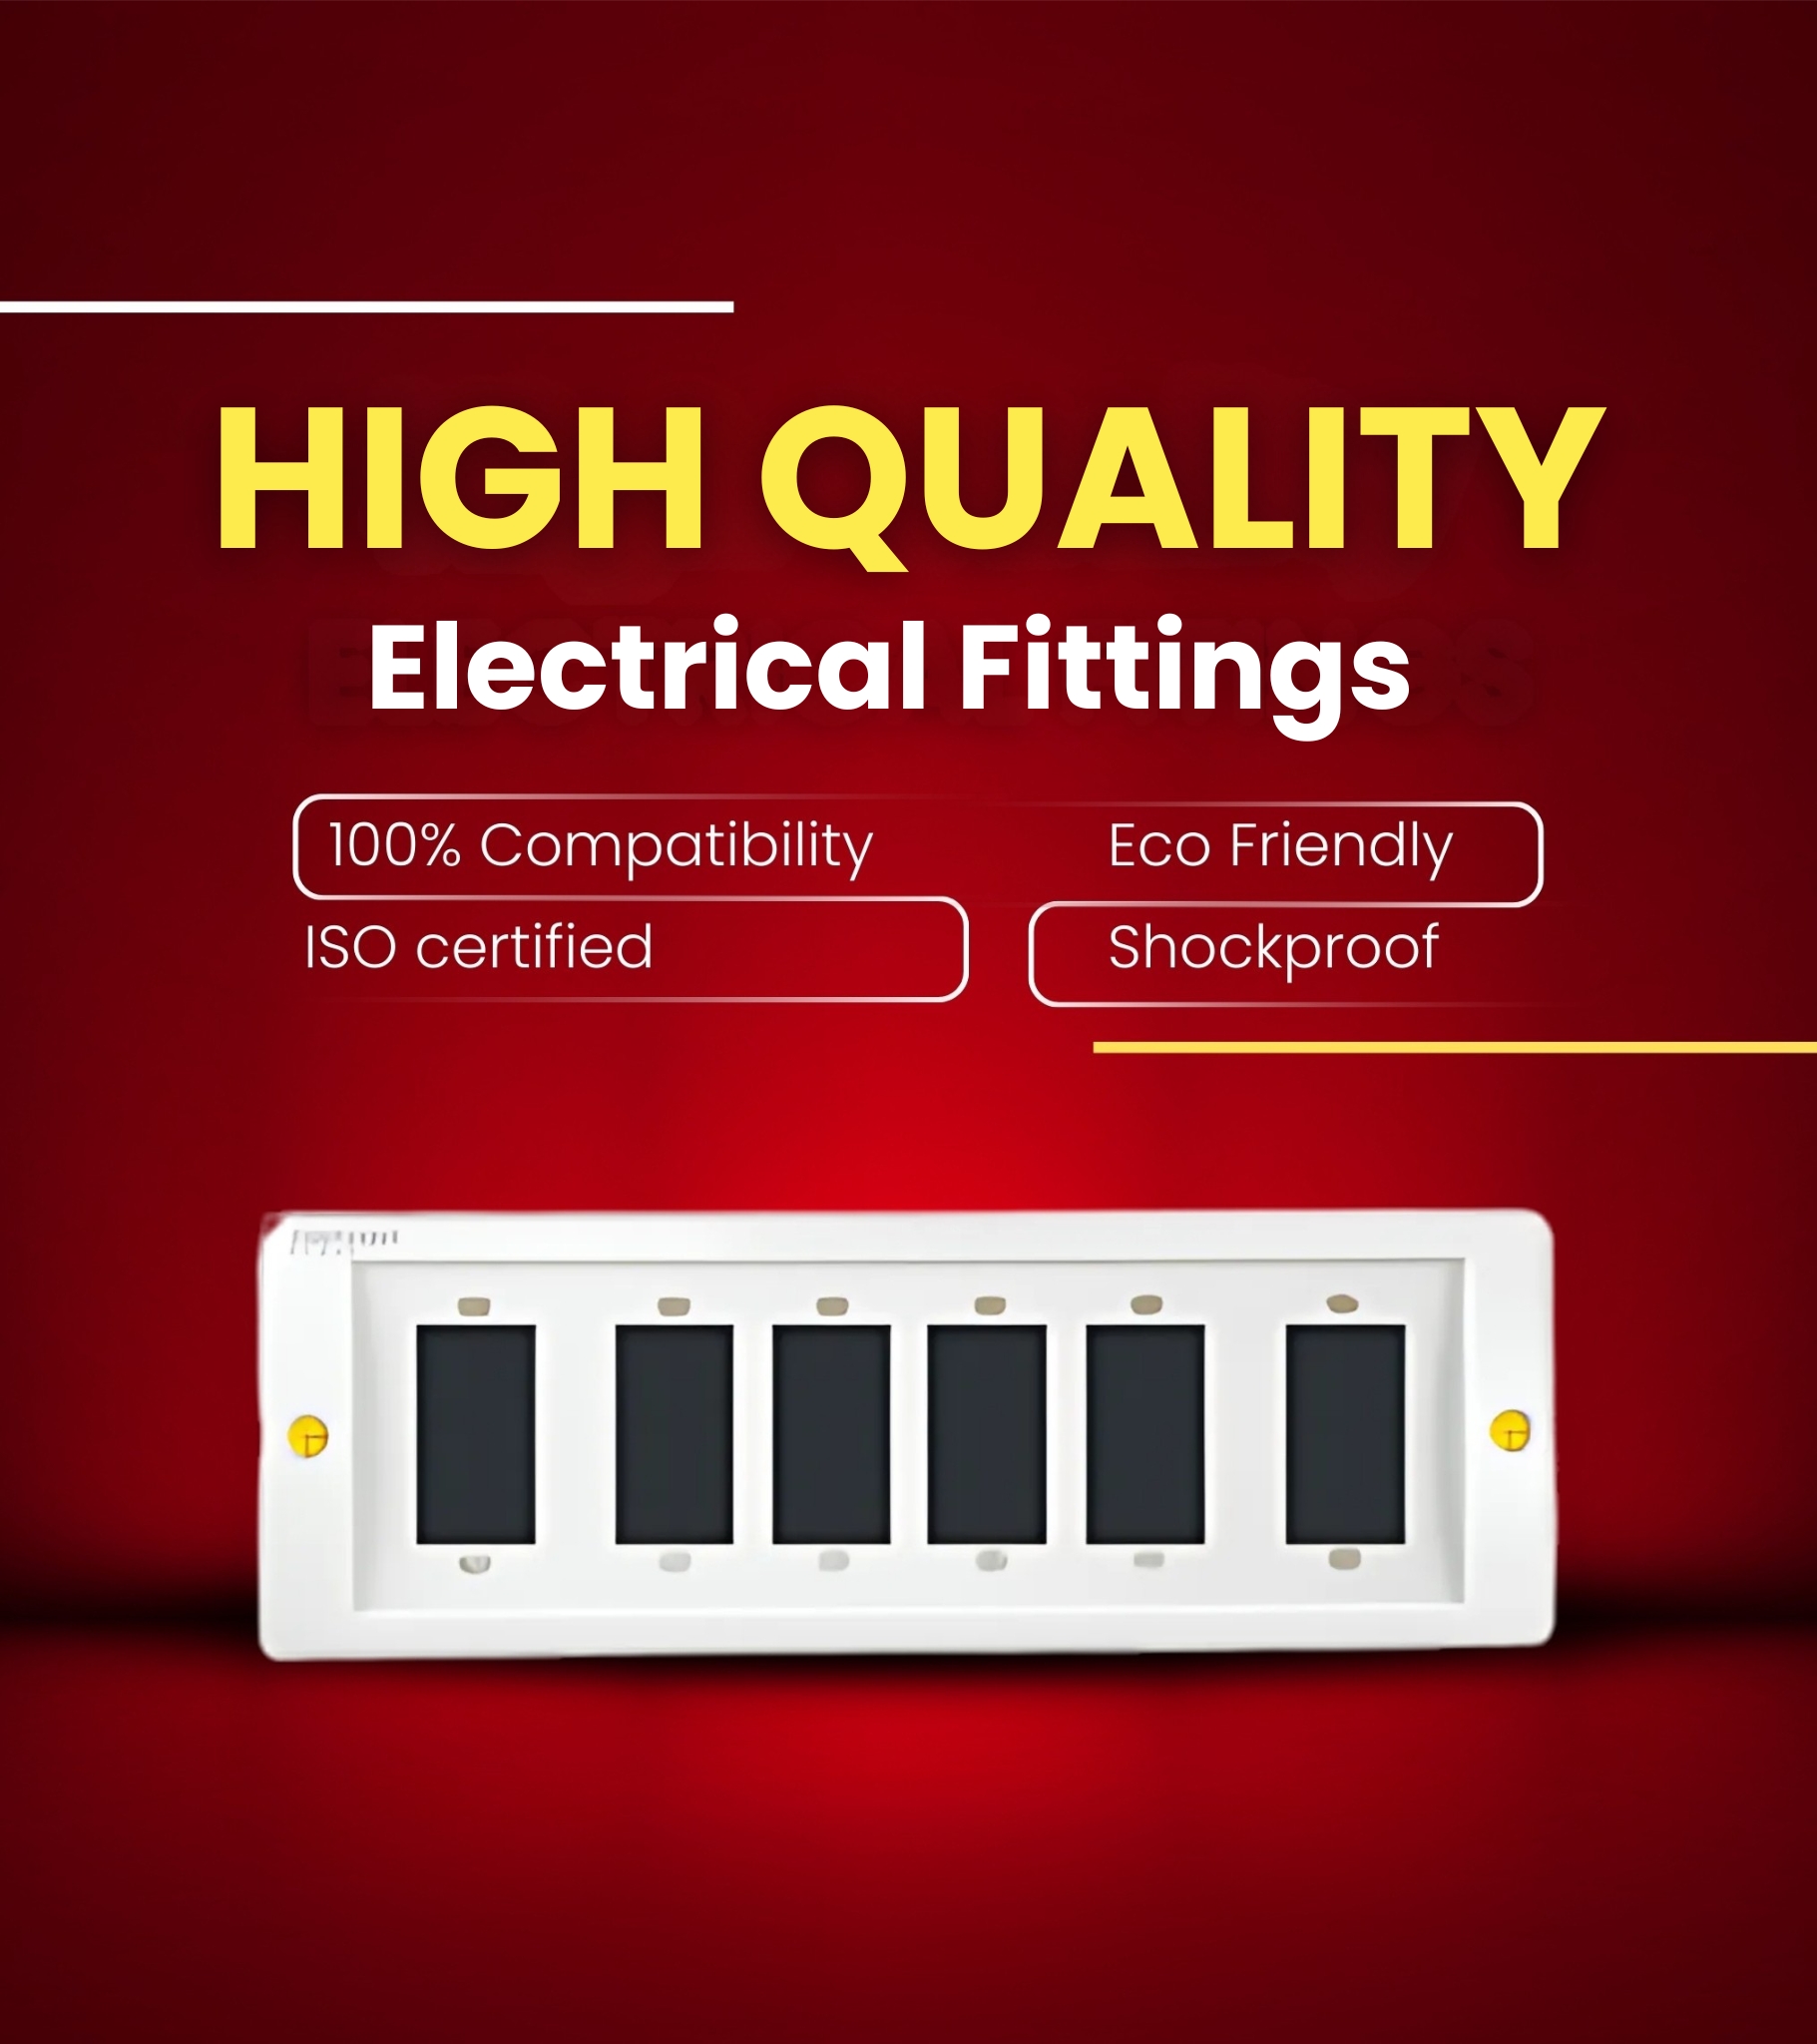 HIGH QUALITY
Electrical Fittings
100% Compatibility
Eco Friendly
ISO certified
Shockproof